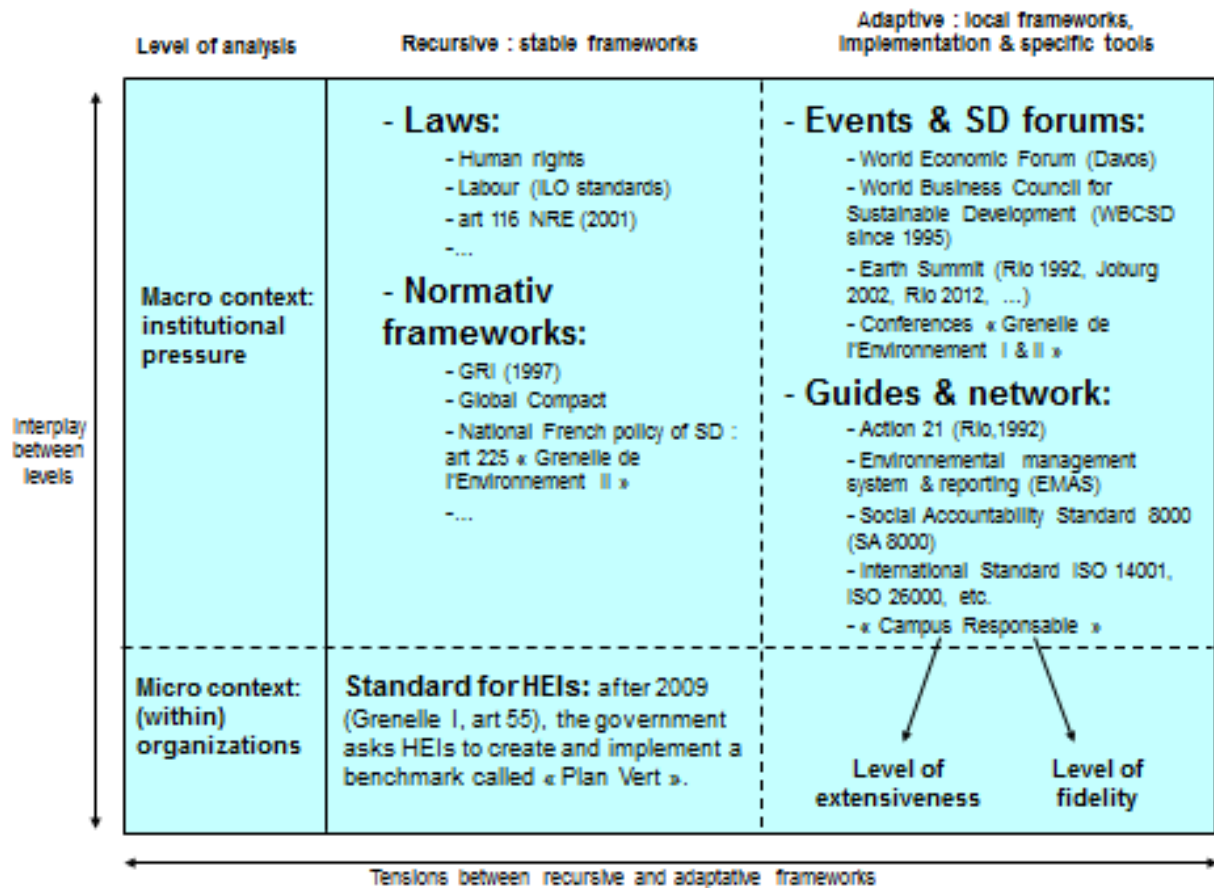 Level of analysis
Recursive : stable frameworks
Adaptive : local frameworks,
implementation & specific tools
Interplay
between
levels
Macro context:
institutional
pressure
- Laws:
- Human rights
- Labour (ILO standards)
- art 116 NRE (2001)
-...
- Normativ
frameworks:
- GRI (1997)
- Global Compact
- National French policy of SD :
art 225 « Grenelle de
l'Environnement II »
-...
- Events & SD forums:
- World Economic Forum (Davos)
- World Business Council for
Sustainable Development (WBCSD
since 1995)
- Earth Summit (Rio 1992, Joburg
2002, Rio 2012, ...)
- Conferences « Grenelle de
l'Environnement I & II »
- Guides & network:
- Action 21 (Rio,1992)
- Environnemental management
system & reporting (EMAS)
- Social Accountability Standard 8000
(SA 8000)
- International Standard ISO 14001,
ISO 26000, etc.
- « Campus Responsable »
Micro context:
(within)
organizations
Standard for HEIs: after 2009
(Grenelle I, art 55), the government
asks HEIs to create and implement a
benchmark called « Plan Vert ».
Level of
extensiveness
Level of
fidelity
Tensions between recursive and adaptative frameworks